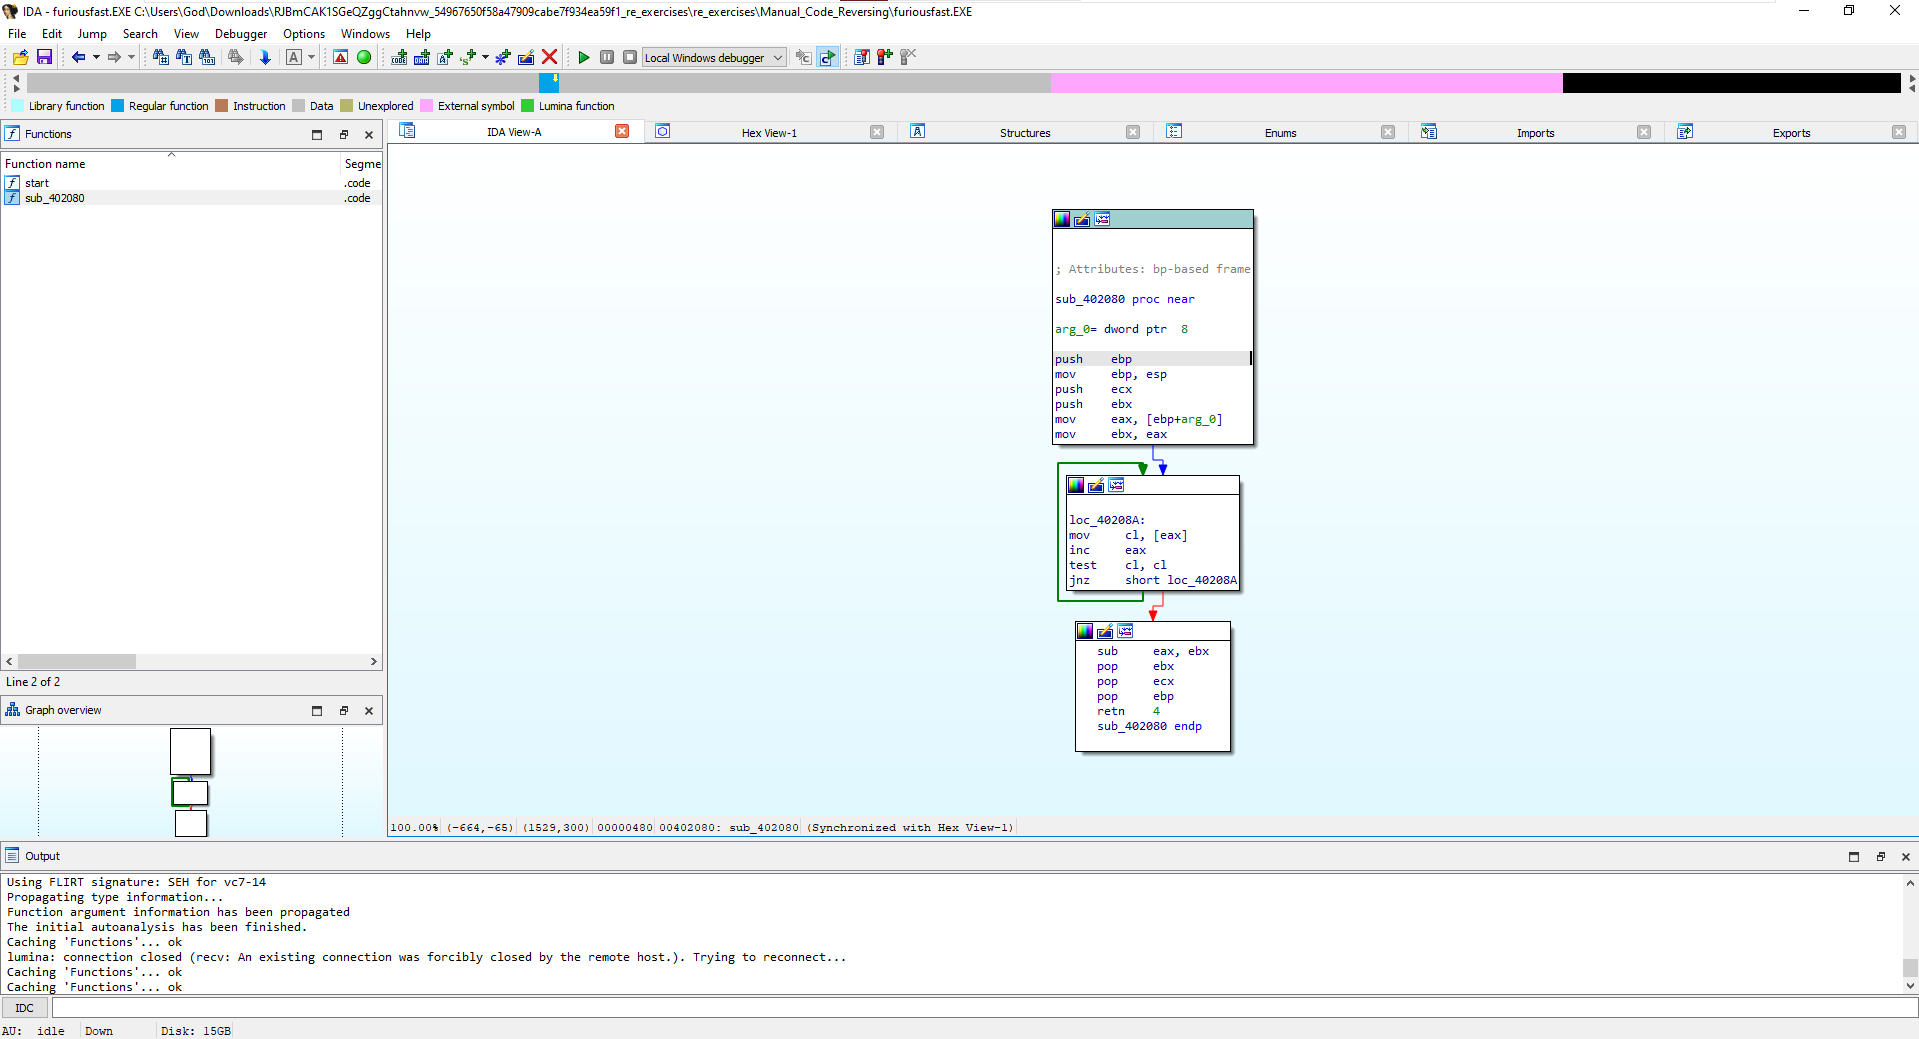 IDA - furiousfast.EXE C:\Users\God\Downloads\RJBmCAK1SGeQZggCtahnvw_54967650f58a47909cabe7f934ea59f1_re_exercises\re_exercises\Manual_Code_Reversing\furiousfast.EXE
File Edit Jump Search View Debugger Options Windows Help
Local Windows debugger
Library function Regular function Instruction Data Unexplored External symbol Lumina function
Functions
IDA View-A Hex View-1 Structures Enums Imports Exports
Function name Segme
start .code
sub_402080 .code
; Attributes: bp-based frame
sub_402080 proc near
arg_0= dword ptr 8
push ebp
mov ebp, esp
push ecx
push ebx
mov eax, [ebp+arg_0]
mov ebx, eax
loc_40208A:
mov cl, [eax]
inc eax
test cl, cl
jnz short loc_40208A
sub eax, ebx
pop ebx
pop ecx
pop ebp
retn 4
sub_402080 endp
Line 2 of 2
Graph overview
100.00% (-664,-65) (1529,300) 00000480 00402080: sub_402080 (Synchronized with Hex View-1)
Output
Using FLIRT signature: SEH for vc7-14
Propagating type information...
Function argument information has been propagated
The initial autoanalysis has been finished.
Caching 'Functions'... ok
lumina: connection closed (recv: An existing connection was forcibly closed by the remote host.). Trying to reconnect...
Caching 'Functions'... ok
Caching 'Functions'... ok
IDC
AU: idle Down Disk: 15GB